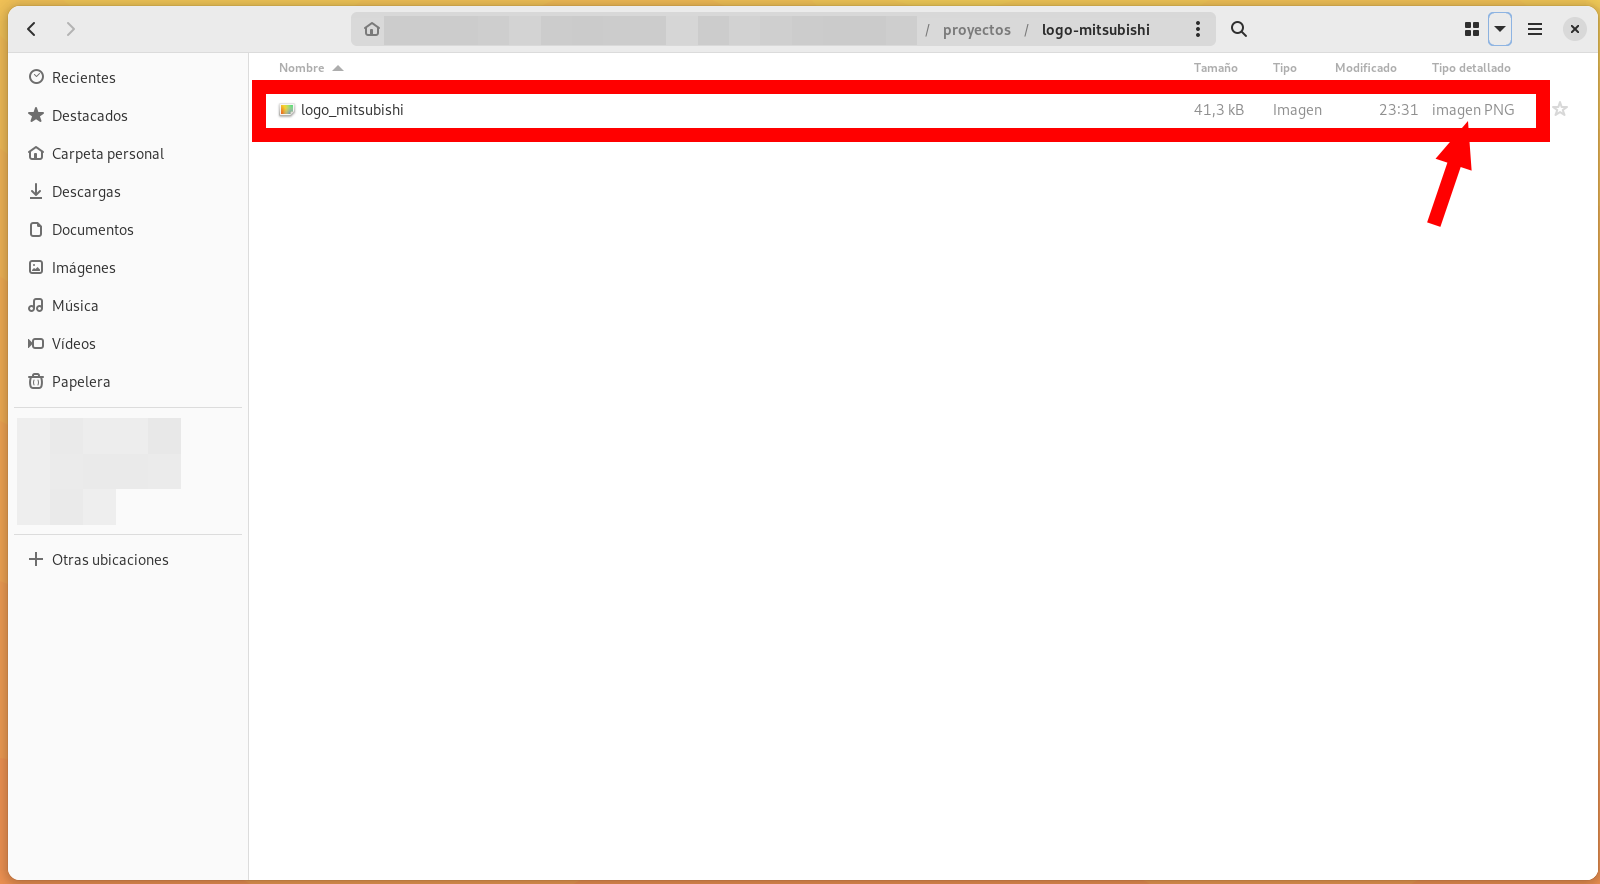 / proyectos / logo-mitsubishi
Nombre Tamaño Tipo Modificado Tipo detallado
logo_mitsubishi 41,3 kB Imagen 23:31 imagen PNG
Recientes
Destacados
Carpeta personal
Descargas
Documentos
Imágenes
Música
Vídeos
Papelera
Otras ubicaciones